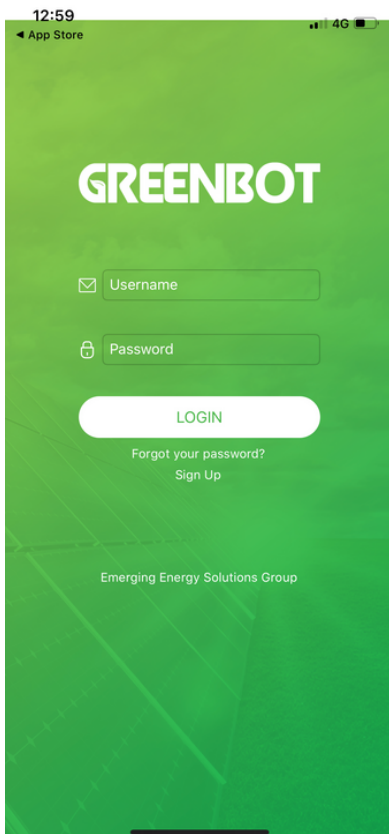 12:59
4G
◀ App Store
GREENBOT
Username
Password
LOGIN
Forgot your password?
Sign Up
Emerging Energy Solutions Group